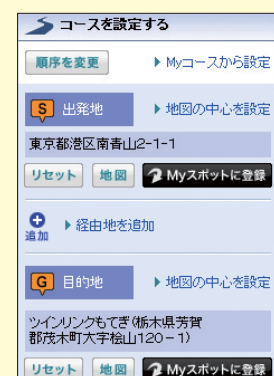 コースを設定する
順序を変更 Myコースから設定
S 出発地 地図の中心を設定
東京都港区南青山2-1-1
リセット 地図 Myスポットに登録
追加 経由地を追加
G 目的地 地図の中心を設定
ツインリンクもてぎ(栃木県芳賀
郡茂木町大字桧山120-1)
リセット 地図 Myスポットに登録